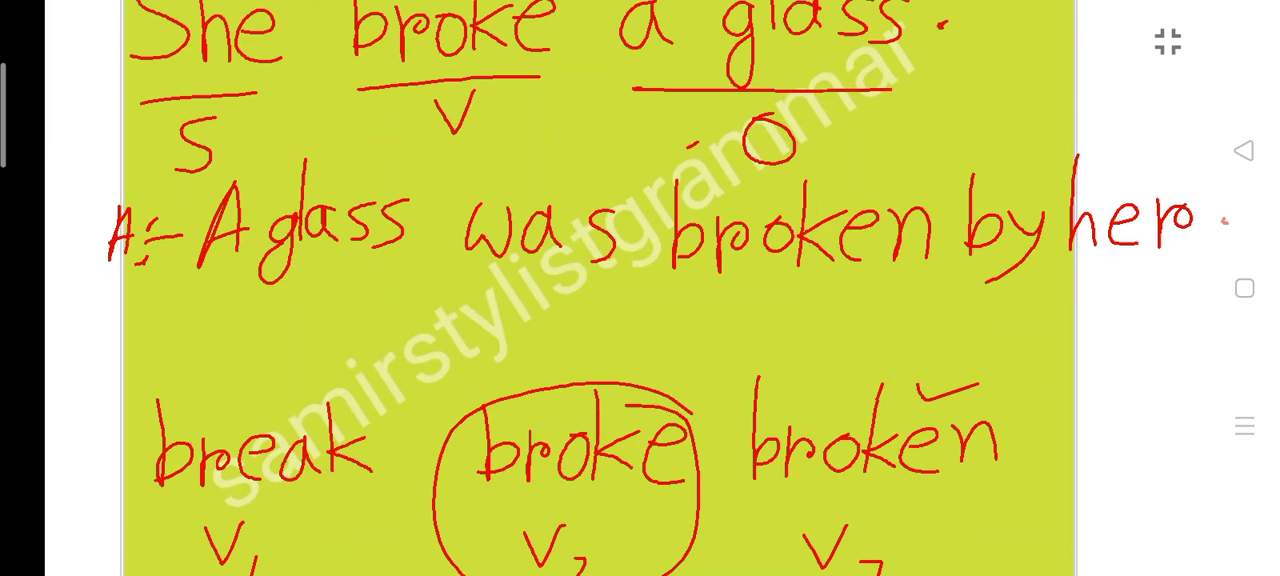 She broke a glass.
S V O
A:- A glass was broken by her.
break broke broken
V1 V2 V3
samirstylistgrammar